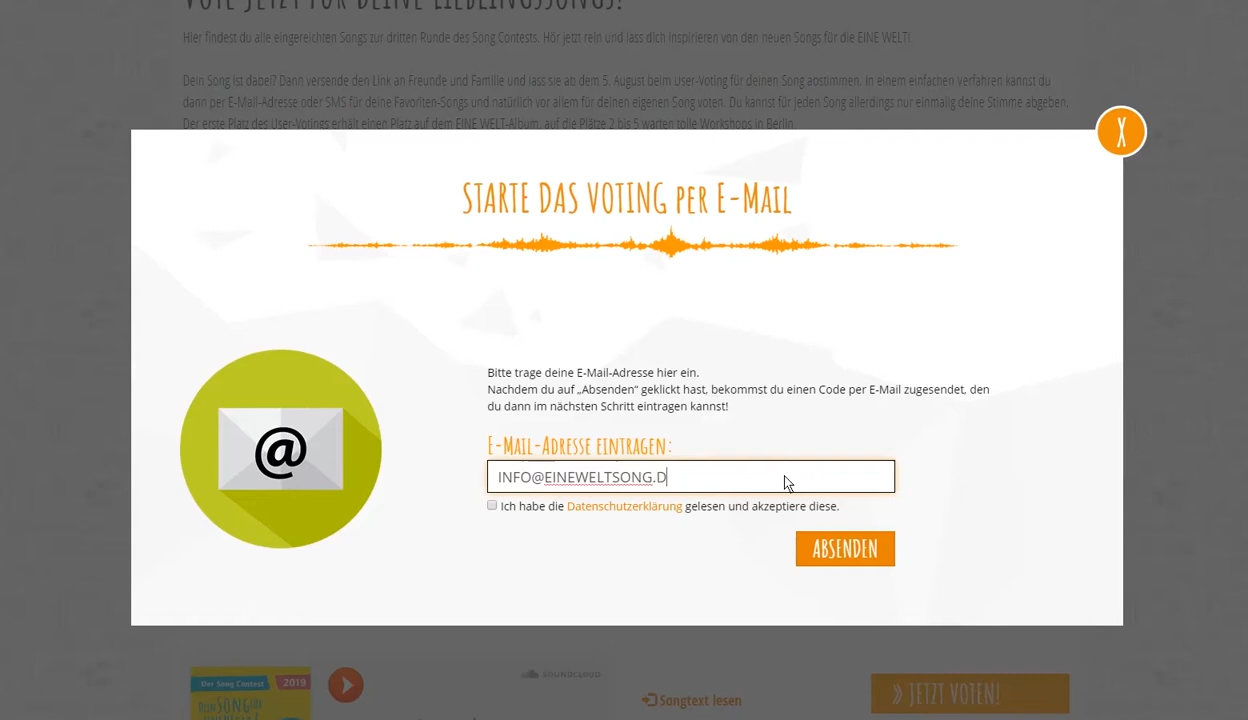 VOTE JETZT FÜR DEINE LIEBLINGSSONGS!
Hier findest du alle eingereichten Songs zur dritten Runde des Song Contests. Hör jetzt rein und lass dich inspirieren von den neuen Songs für die EINE WELT!.
Dein Song ist dabei? Dann versende den Link an Freunde und Familie und lass sie ab dem 5. August beim User-Voting für deinen Song abstimmen. In einem einfachen Verfahren kannst du
dann per E-Mail-Adresse oder SMS für deine Favoriten-Songs und natürlich vor allem für deinen eigenen Song voten. Du kannst für jeden Song allerdings nur einmalig deine Stimme abgeben.
Der erste Platz des User-Votings erhält einen Platz auf dem EINE WELT-Album, auf die Plätze 2 bis 5 warten tolle Workshops in Berlin
X
STARTE DAS VOTING PER E-MAIL
Bitte trage deine E-Mail-Adresse hier ein.
Nachdem du auf „Absenden“ geklickt hast, bekommst du einen Code per E-Mail zugesendet, den
du dann im nächsten Schritt eintragen kannst!
@
E-MAIL-ADRESSE EINTRAGEN:
INFO@EINEWELTSONG.D
Ich habe die Datenschutzerklärung gelesen und akzeptiere diese.
ABSENDEN
Der Song Contest 2019
SOUNDCLOUD
Songtext lesen
» JETZT VOTEN!
DEIN SONG FÜR